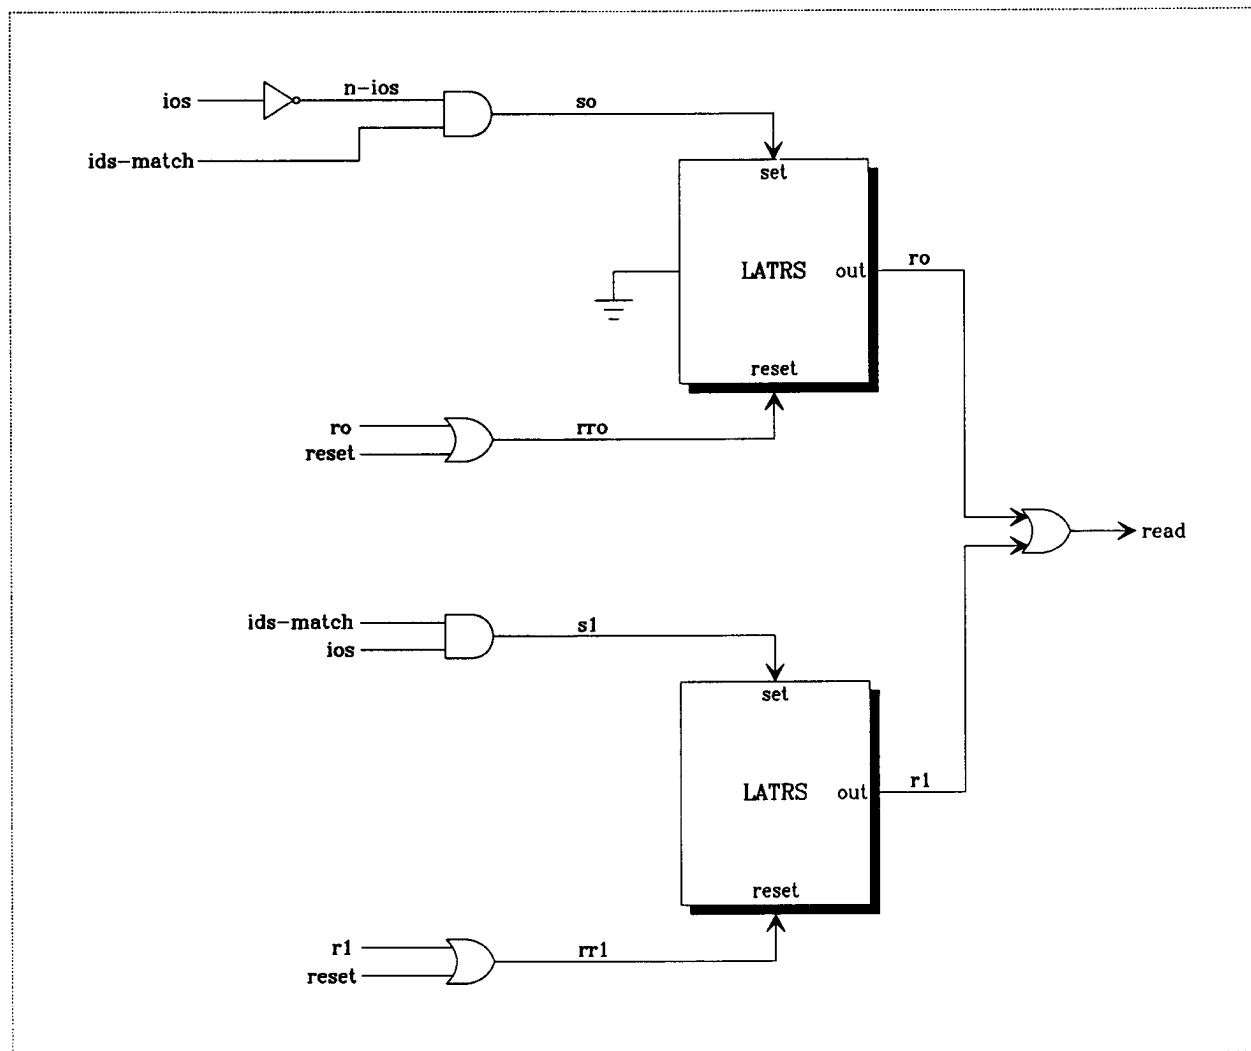 ios
n-ios
so
ids-match
set
LATRS
out
ro
reset
ro
rro
reset
read
ids-match
s1
ios
set
LATRS
out
r1
reset
r1
rr1
reset